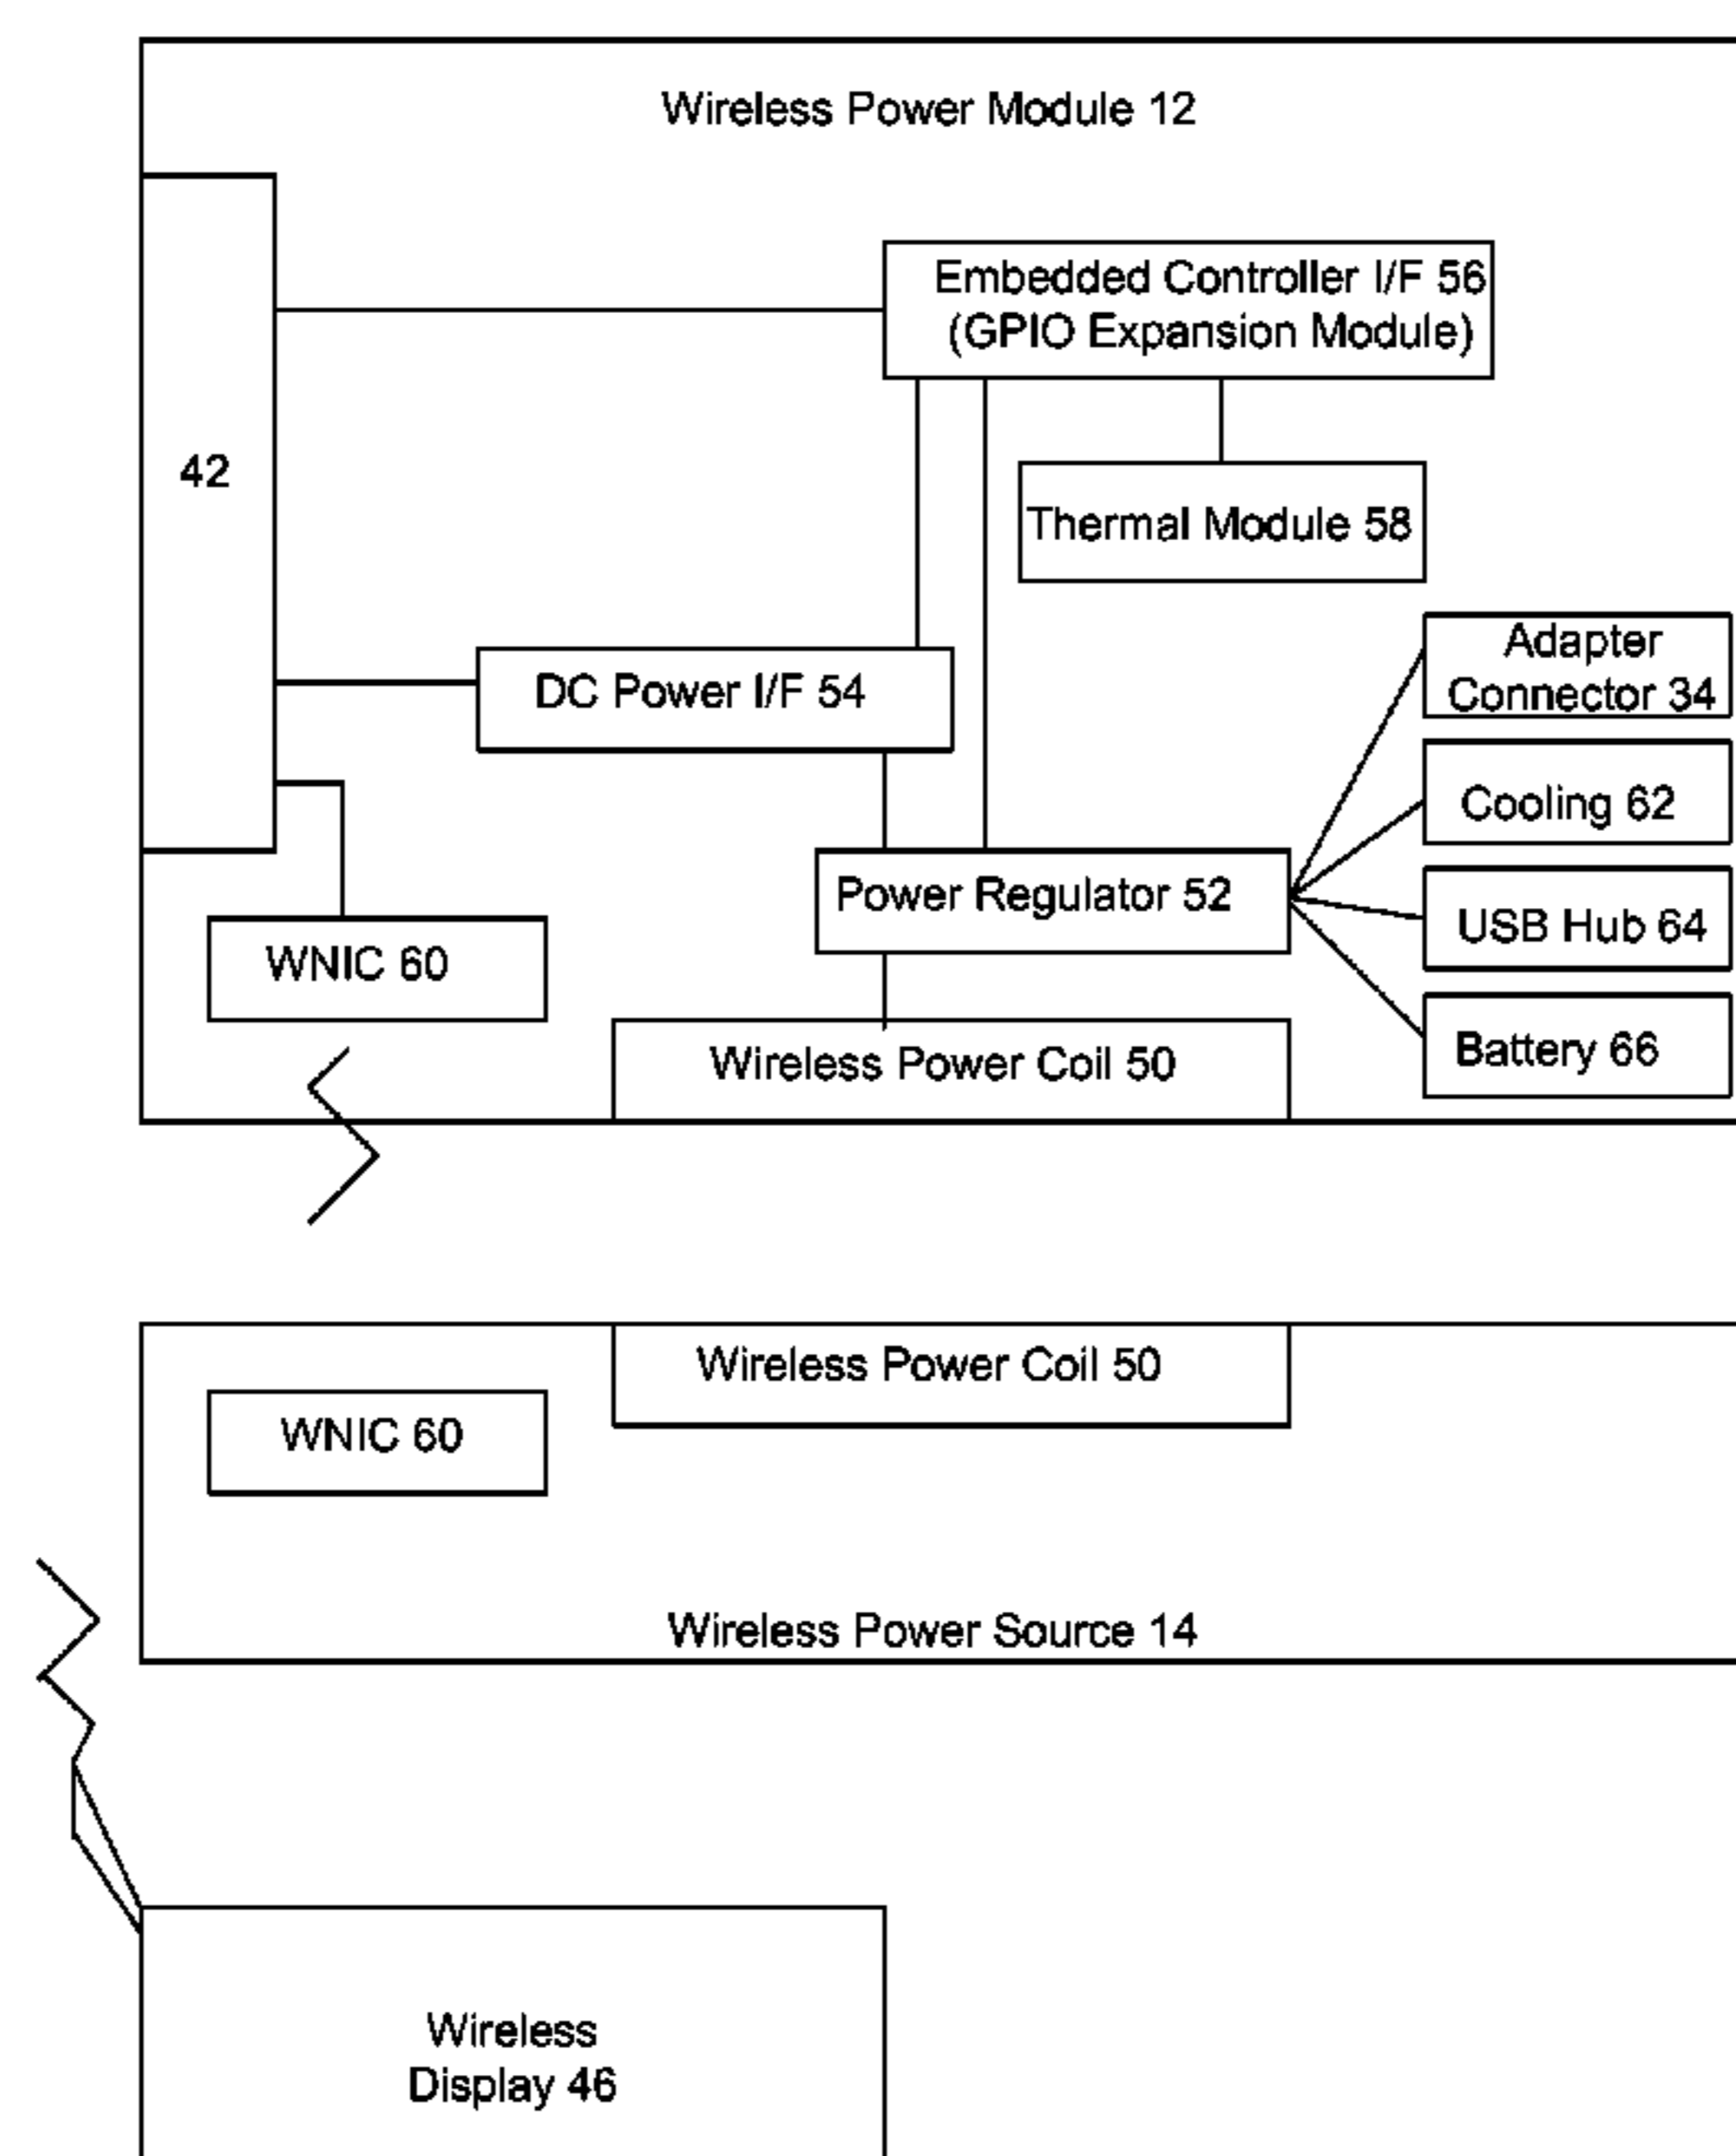 Wireless Power Module 12
Embedded Controller I/F 56
(GPIO Expansion Module)
42
Thermal Module 58
Adapter
Connector 34
DC Power I/F 54
Cooling 62
Power Regulator 52
USB Hub 64
WNIC 60
Battery 66
Wireless Power Coil 50
Wireless Power Coil 50
WNIC 60
Wireless Power Source 14
Wireless
Display 46